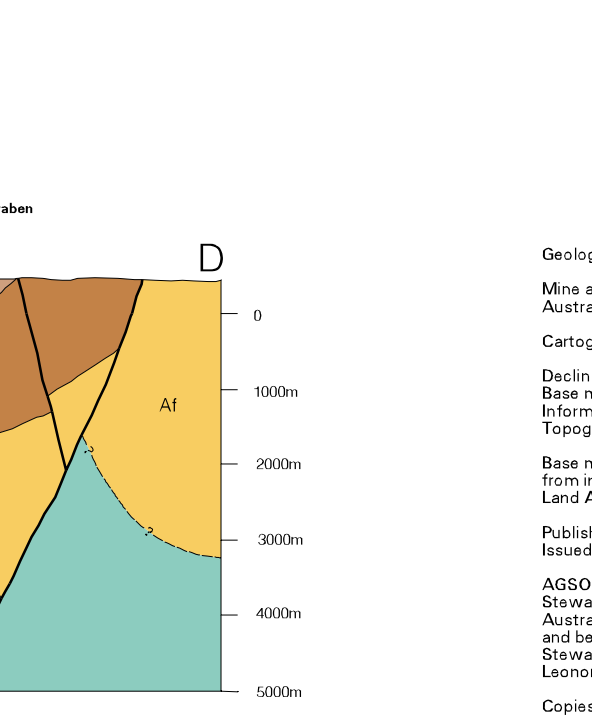 aben
D
0
1000m
Af
2000m
?
3000m
?
4000m
5000m
Geolog
Mine a
Austra
Cartog
Declin
Base m
Inform
Topog
Base m
from in
Land A
Publish
Issued
AGSO
Stewa
Austra
and be
Stewa
Leonor
Copies